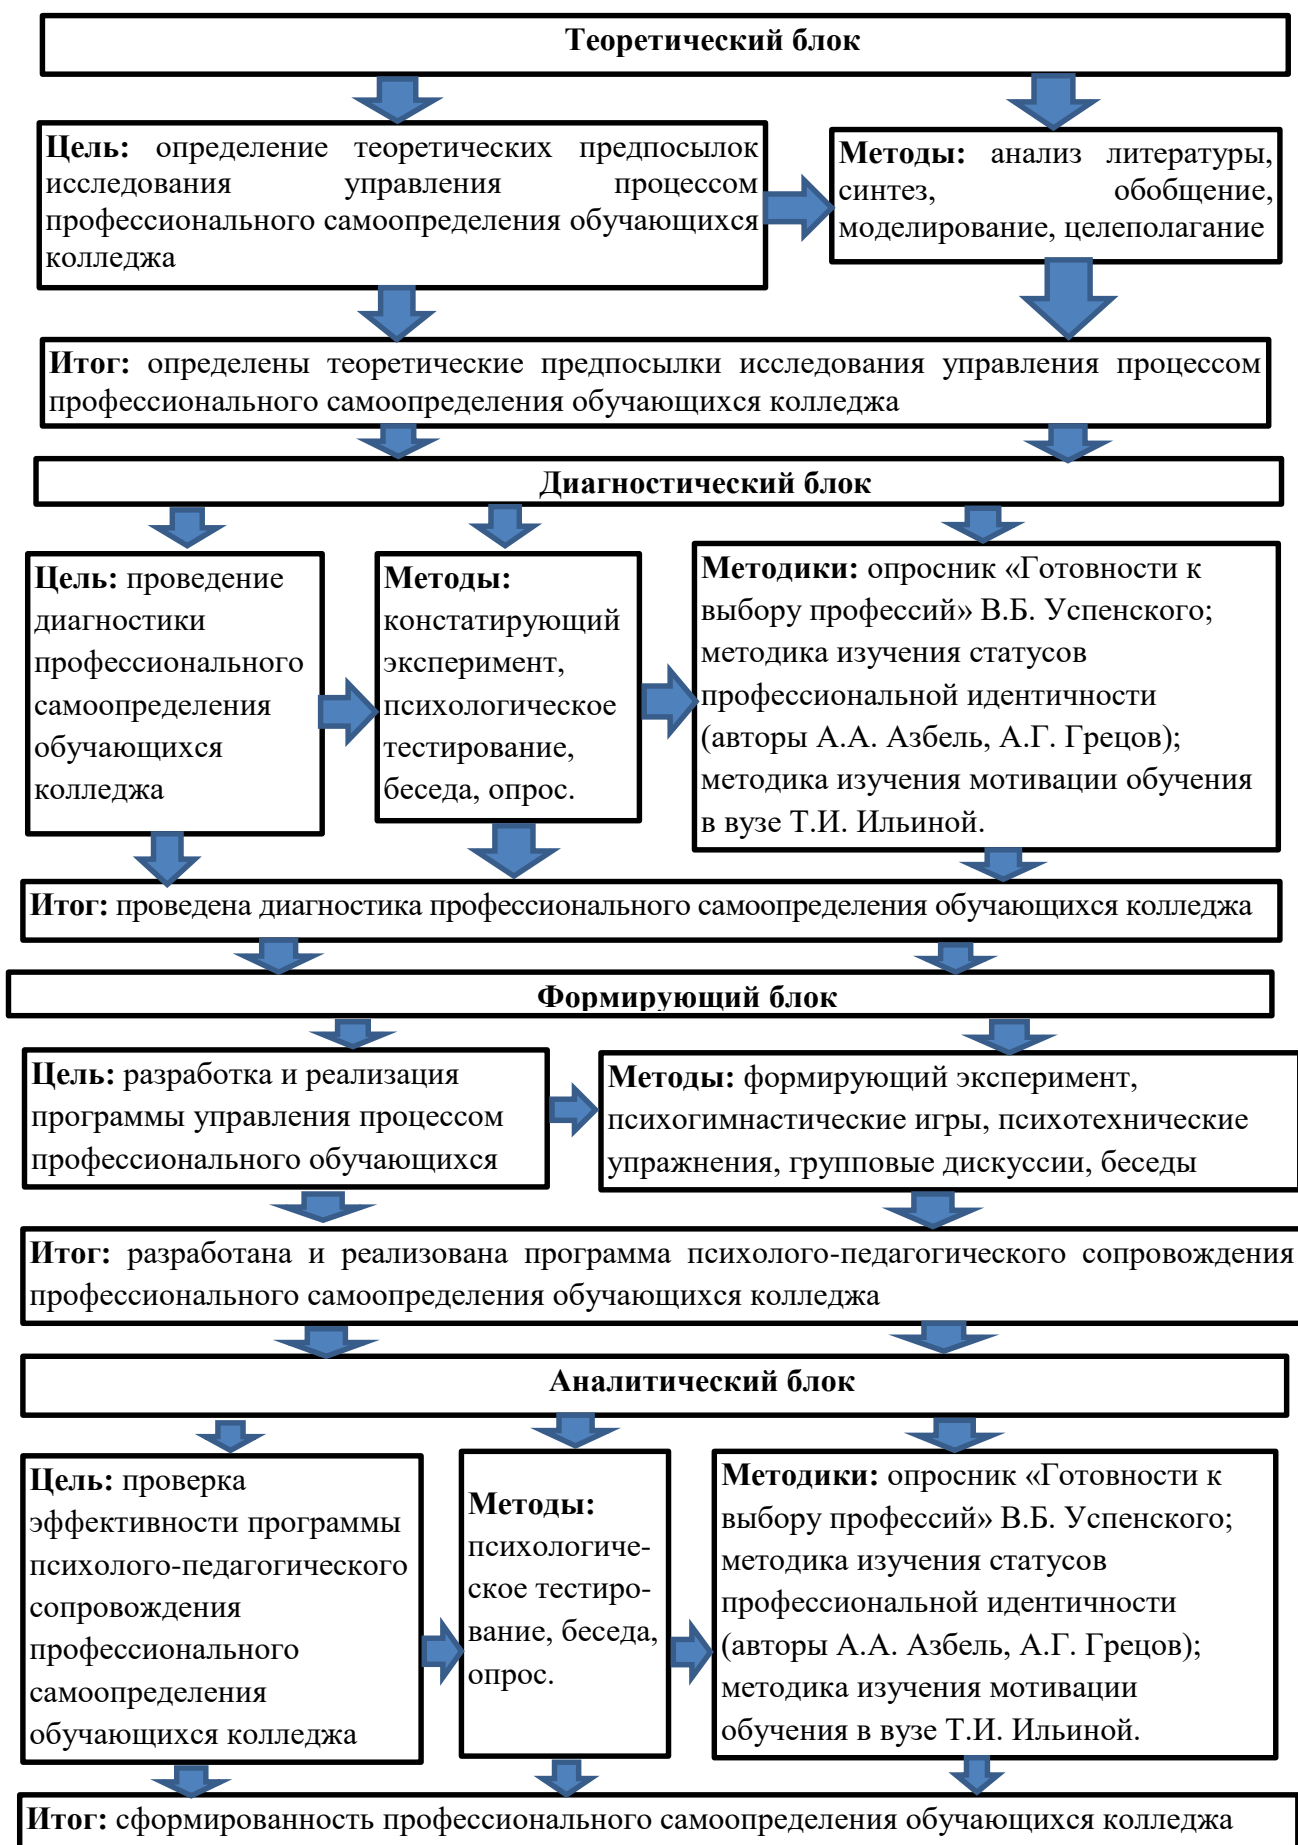 Теоретический блок
Цель: определение теоретических предпосылок
исследования управления процессом
профессионального самоопределения обучающихся
колледжа
Методы: анализ литературы,
синтез, обобщение,
моделирование, целеполагание
Итог: определены теоретические предпосылки исследования управления процессом
профессионального самоопределения обучающихся колледжа
Диагностический блок
Цель: проведение
диагностики
профессионального
самоопределения
обучающихся
колледжа
Методы:
констатирующий
эксперимент,
психологическое
тестирование,
беседа, опрос.
Методики: опросник «Готовности к
выбору профессий» В.Б. Успенского;
методика изучения статусов
профессиональной идентичности
(авторы А.А. Азбель, А.Г. Грецов);
методика изучения мотивации обучения
в вузе Т.И. Ильиной.
Итог: проведена диагностика профессионального самоопределения обучающихся колледжа
Формирующий блок
Цель: разработка и реализация
программы управления процессом
профессионального обучающихся
Методы: формирующий эксперимент,
психогимнастические игры, психотехнические
упражнения, групповые дискуссии, беседы
Итог: разработана и реализована программа психолого-педагогического сопровождения
профессионального самоопределения обучающихся колледжа
Аналитический блок
Цель: проверка
эффективности программы
психолого-педагогического
сопровождения
профессионального
самоопределения
обучающихся колледжа
Методы:
психологиче-
ское тестиро-
вание, беседа,
опрос.
Методики: опросник «Готовности к
выбору профессий» В.Б. Успенского;
методика изучения статусов
профессиональной идентичности
(авторы А.А. Азбель, А.Г. Грецов);
методика изучения мотивации
обучения в вузе Т.И. Ильиной.
Итог: сформированность профессионального самоопределения обучающихся колледжа